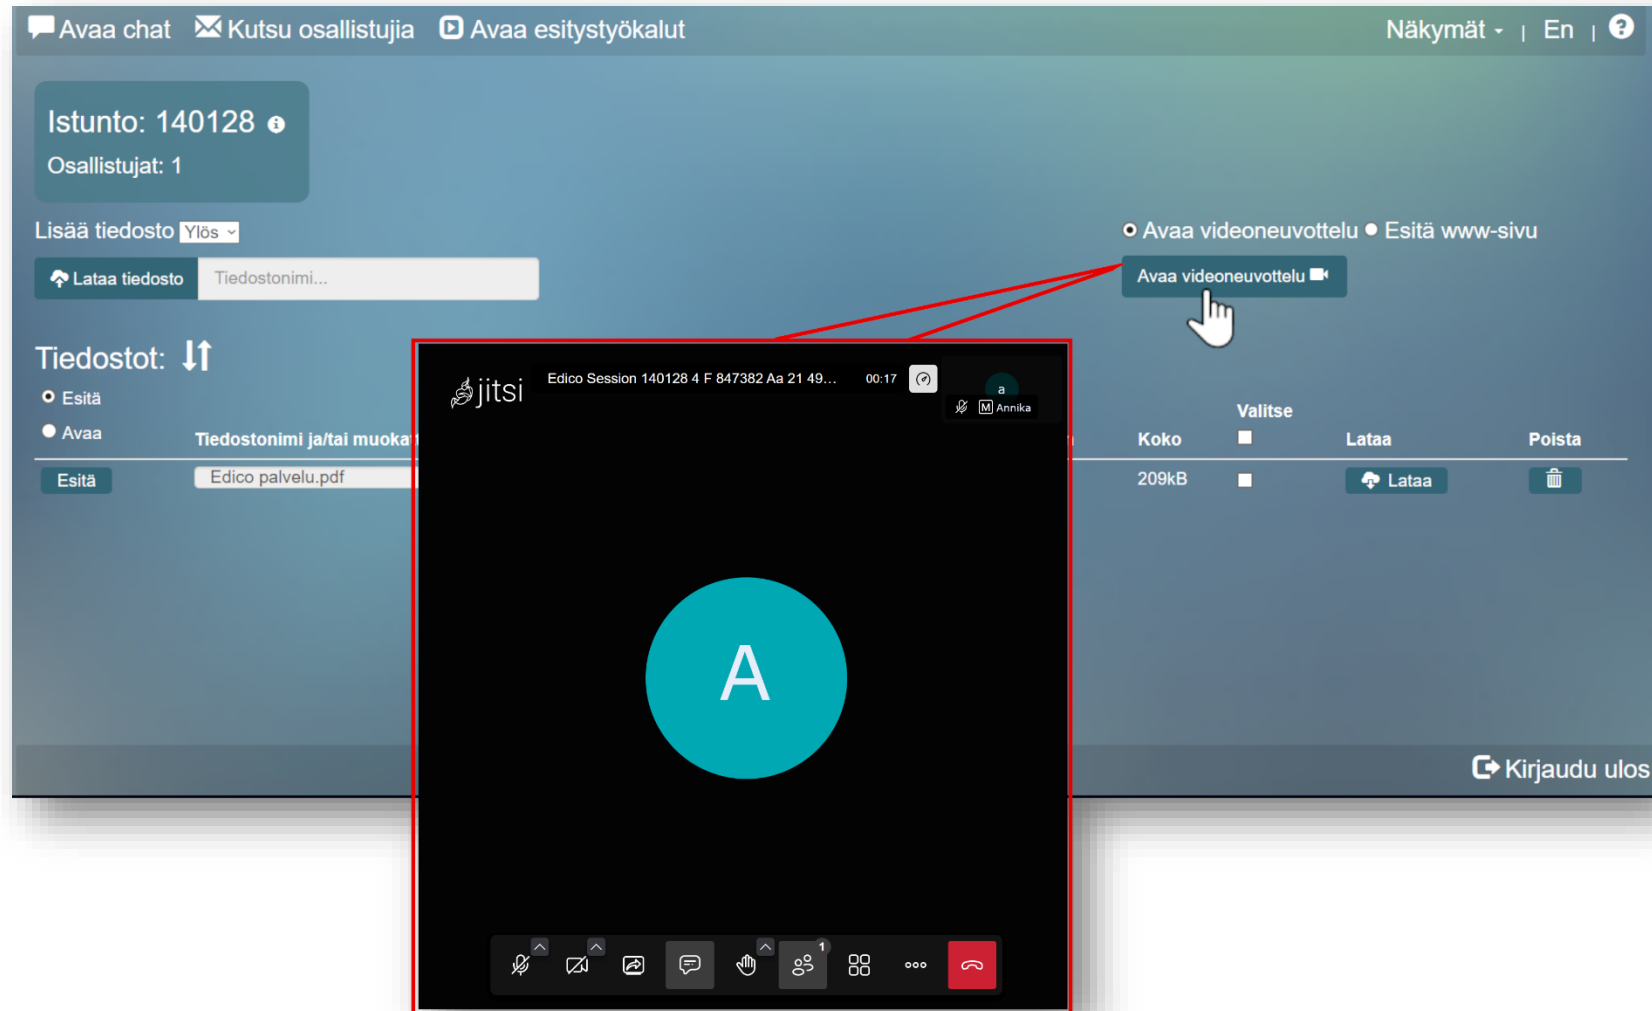 Avaa chat Kutsu osallistujia Avaa esitystyökalut Näkymät | En | ?
Istunto: 140128
Osallistujat: 1
Lisää tiedosto Ylös
Avaa videoneuvottelu Esitä www-sivu
Lataa tiedosto Tiedostonimi...
Avaa videoneuvottelu
Tiedostot:
Esitä
Avaa
Tiedostonimi ja/tai Koko Valitse Lataa Poista
Esitä Edico palvelu.pdf 209kB Lataa
jitsi Edico Session 140128 4 F 847382 Aa 21 49... 00:17
a
M Annika
A
1
Kirjaudu ulos